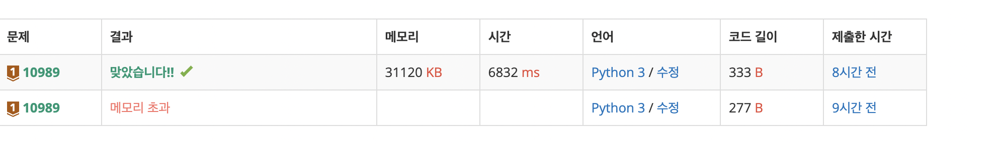 문제 결과 메모리 시간 언어 코드 길이 제출한 시간
1 10989 맞았습니다!! 31120 KB 6832 ms Python 3 / 수정 333 B 8시간 전
1 10989 메모리 초과 Python 3 / 수정 277 B 9시간 전